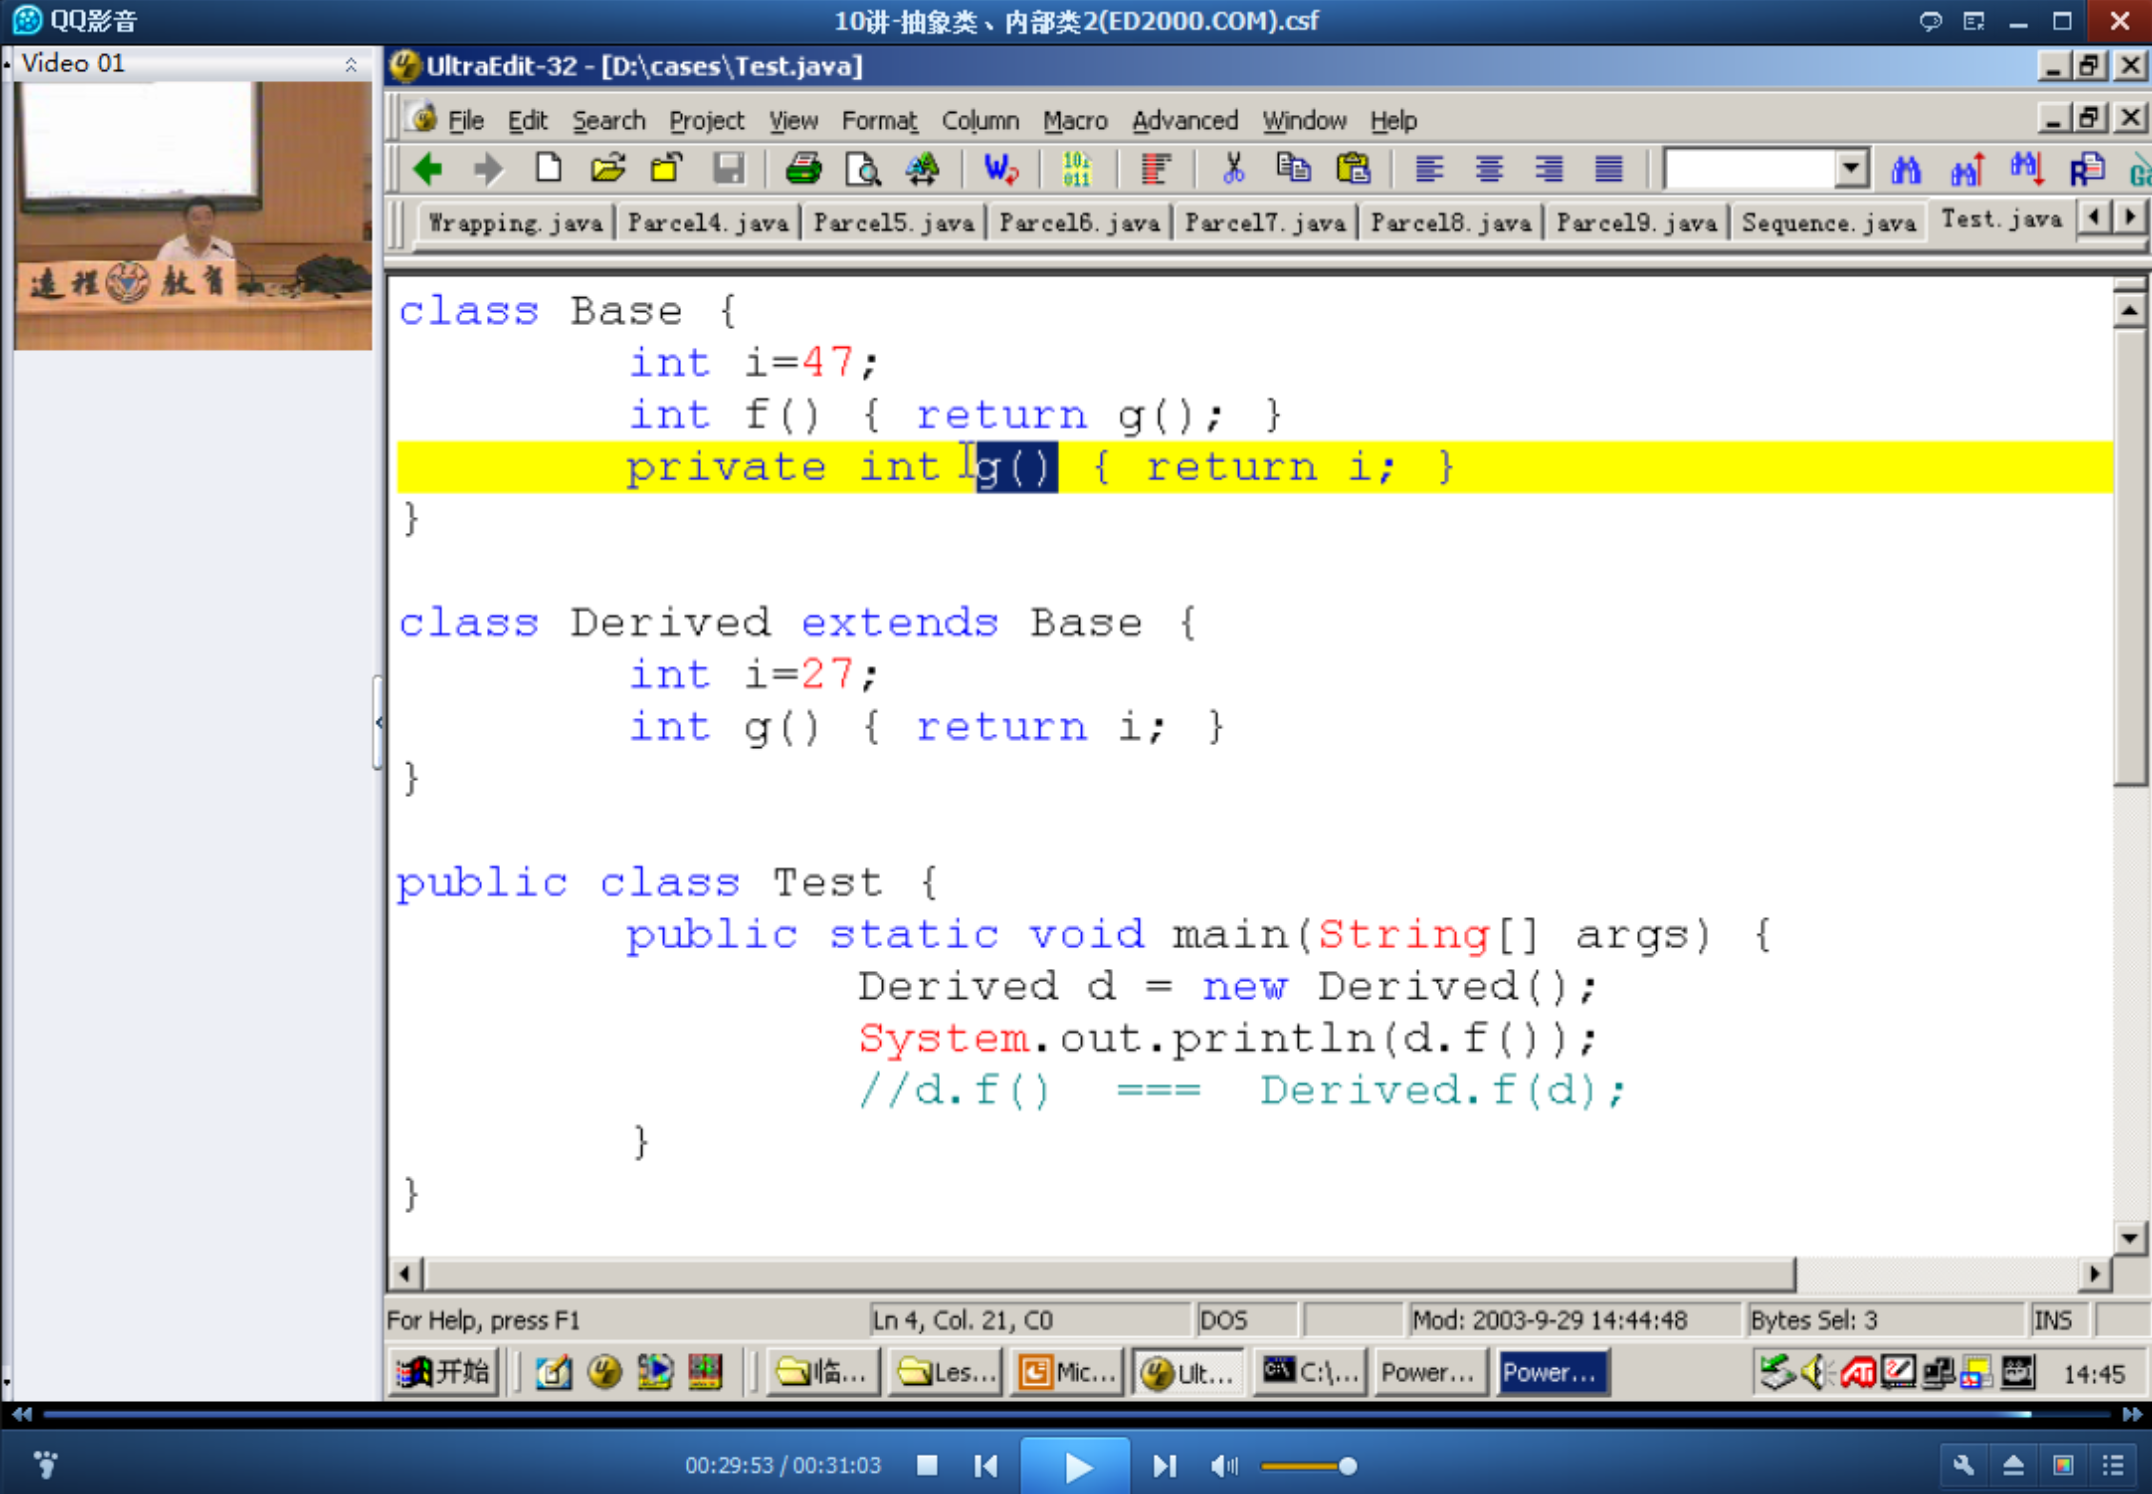 QQ影音
10讲-抽象类、内部类2(ED2000.COM).csf
Video 01
遠程 教育
UltraEdit-32 - [D:\cases\Test.java]
File Edit Search Project View Format Column Macro Advanced Window Help
Wrapping.java Parcel4.java Parcel5.java Parcel6.java Parcel7.java Parcel8.java Parcel9.java Sequence.java Test.java
class Base {
int i=47;
int f() { return g(); }
private int g() { return i; }
}
class Derived extends Base {
int i=27;
int g() { return i; }
}
public class Test {
public static void main(String[] args) {
Derived d = new Derived();
System.out.println(d.f());
//d.f() === Derived.f(d);
}
}
For Help, press F1 Ln 4, Col. 21, C0 DOS Mod: 2003-9-29 14:44:48 Bytes Sel: 3 INS
开始 临... Les... Mic... Ult... C:\... Power... Power... 14:45
00:29:53 / 00:31:03